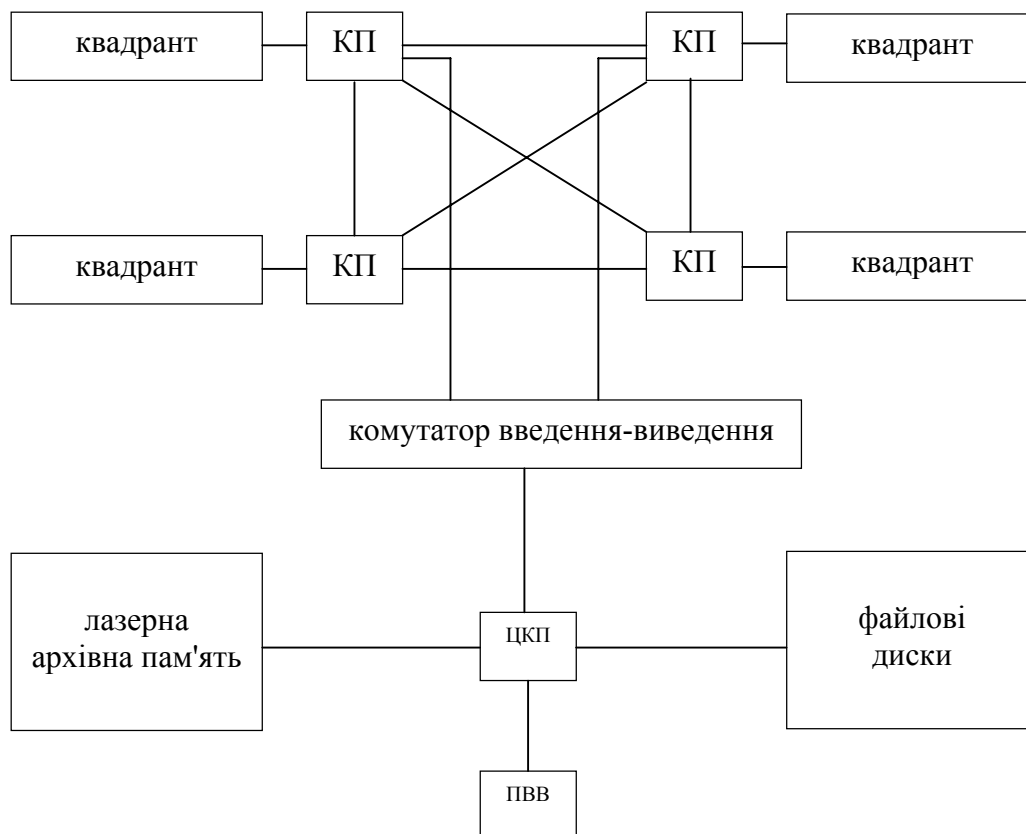 квадрант
КП
КП
квадрант
квадрант
КП
КП
квадрант
комутатор введення-виведення
лазерна
архівна пам'ять
ЦКП
файлові
диски
ПВВ